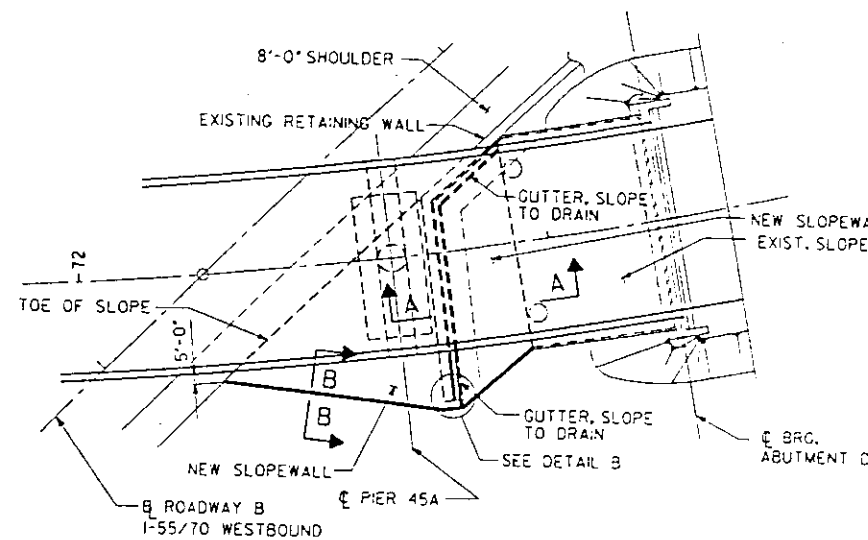 8'-0" SHOULDER
EXISTING RETAINING WALL
GUTTER, SLOPE
TO DRAIN
NEW SLOPEWA
EXIST. SLOPE
-72
A
A
TOE OF SLOPE
5'-0"
B
B
GUTTER, SLOPE
TO DRAIN
NEW SLOPEWALL
SEE DETAIL B
℄ BRG.
ABUTMENT
℄ PIER 45A
BL ROADWAY B
I-55/70 WESTBOUND